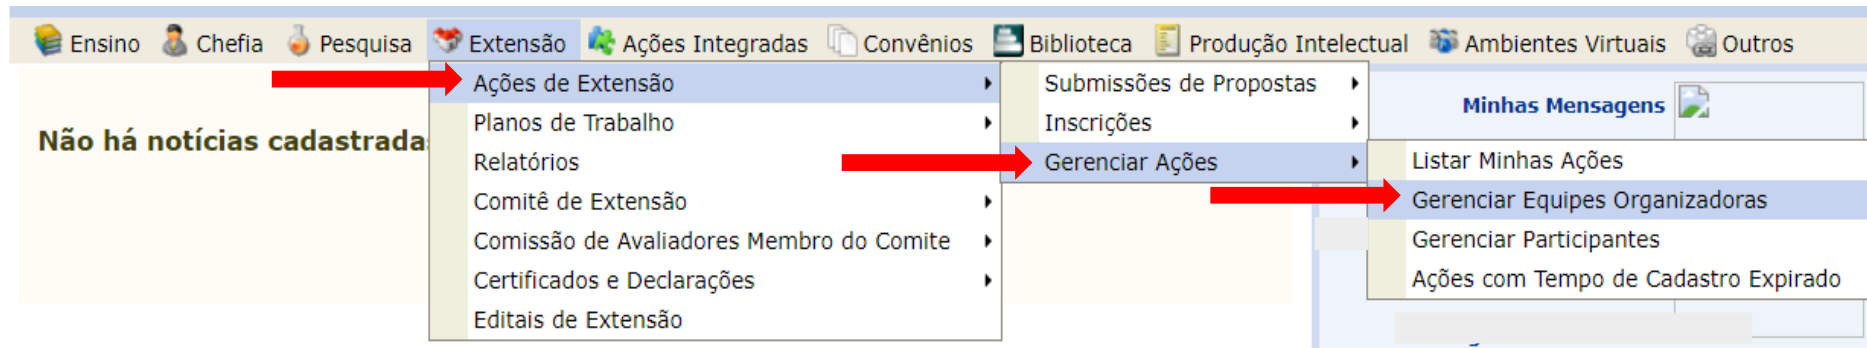 Ensino Chefia Pesquisa Extensão Ações Integradas Convênios Biblioteca Produção Intelectual Ambientes Virtuais Outros
Não há notícias cadastradas
Ações de Extensão
Planos de Trabalho
Relatórios
Comitê de Extensão
Comissão de Avaliadores Membro do Comite
Certificados e Declarações
Editais de Extensão
Submissões de Propostas
Inscrições
Gerenciar Ações
Minhas Mensagens
Listar Minhas Ações
Gerenciar Equipes Organizadoras
Gerenciar Participantes
Ações com Tempo de Cadastro Expirado